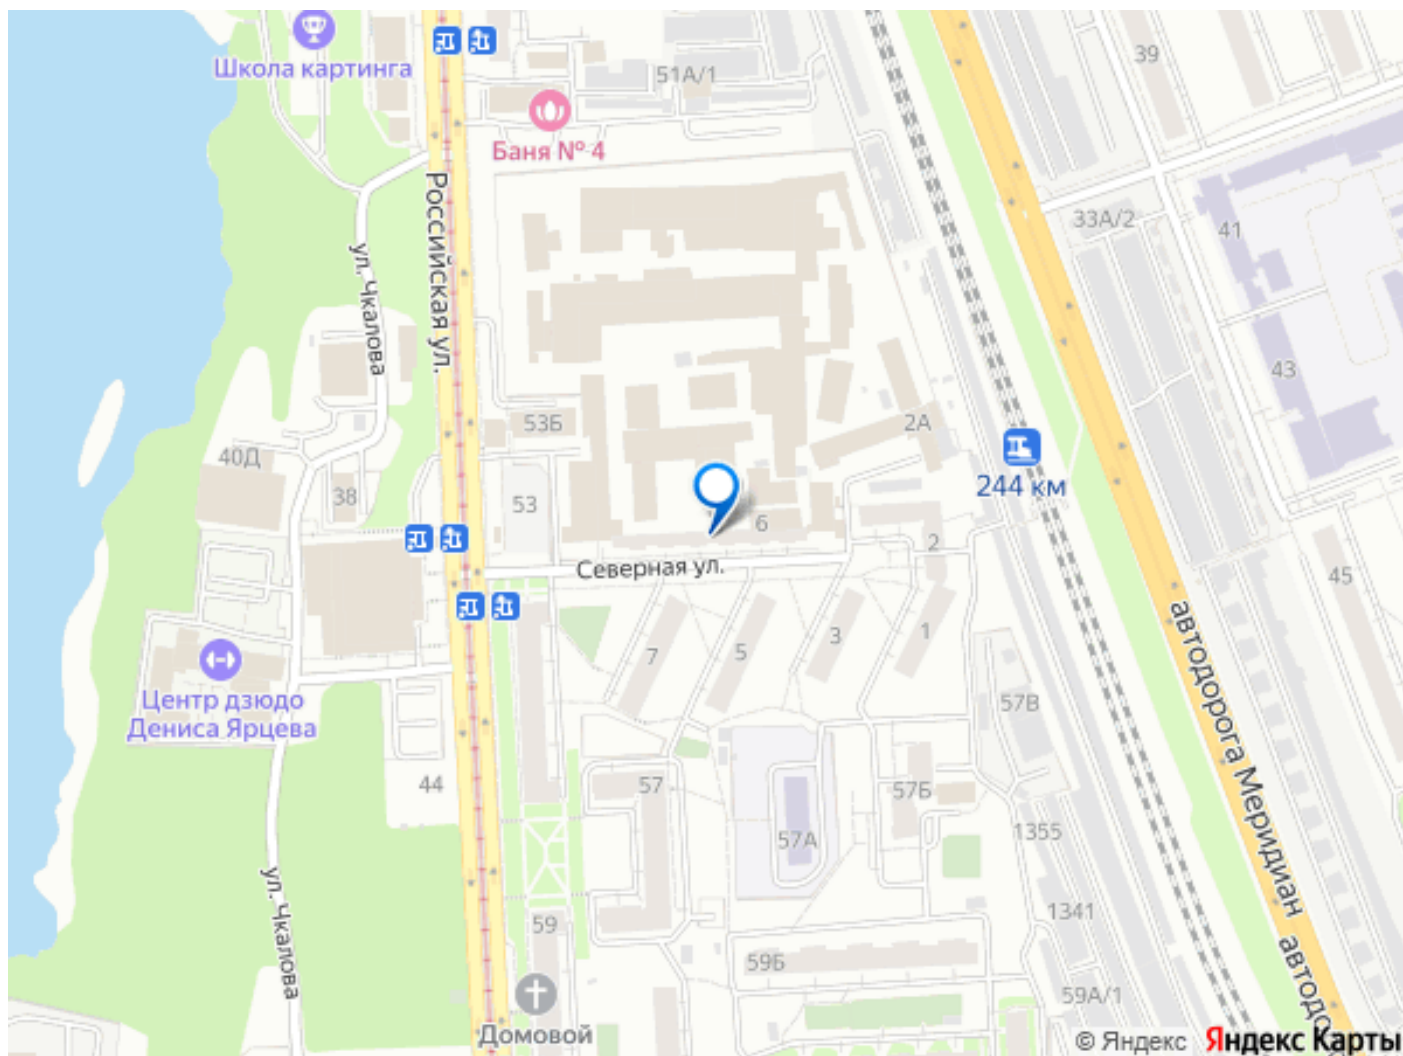 Школа картинга
51А/1
39
Баня № 4
Российская ул.
ул. Чкалова
33А/2
41
43
53Б
2А
40Д
38
53
244 км
6
2
Северная ул.
45
7
5
3
1
Центр дзюдо
Дениса Ярцева
57В
автодорога Меридиан
44
57
57Б
57А
1355
ул. Чкалова
1341
59
59Б
автодо
59А/1
Домовой
© Яндекс Яндекс Карты